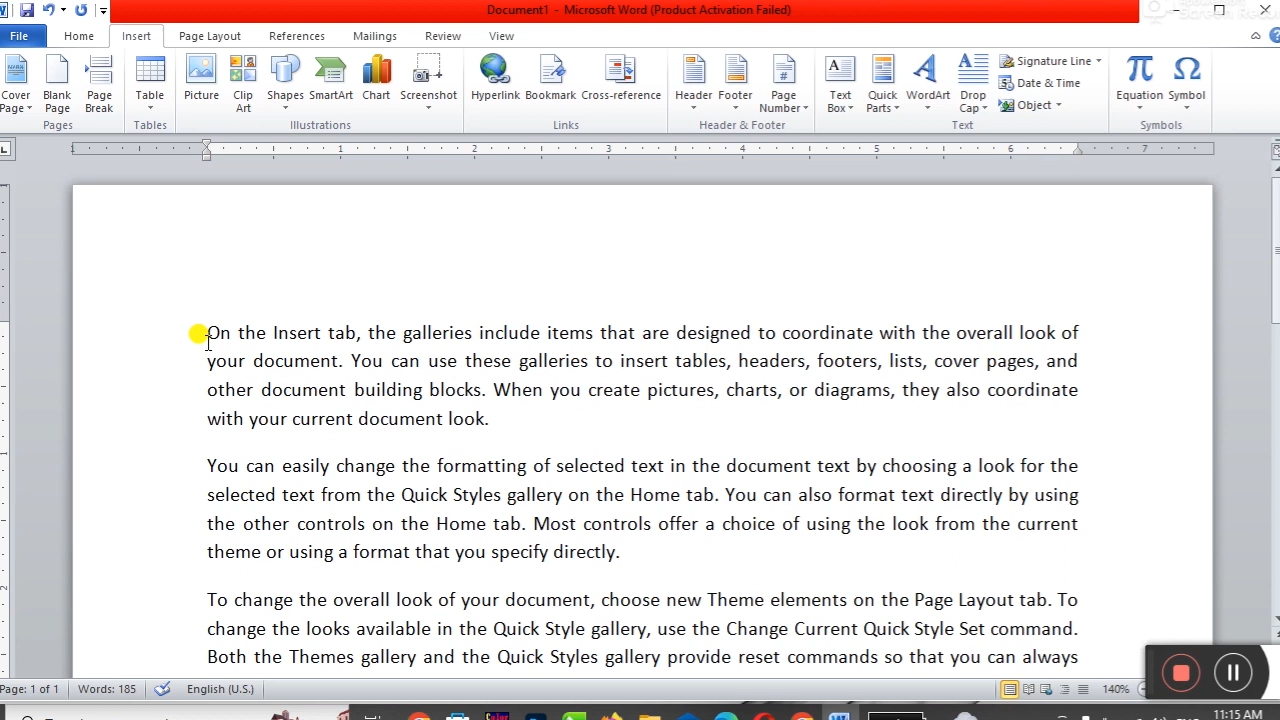 Document1 - Microsoft Word (Product Activation Failed)
File Home Insert Page Layout References Mailings Review View
Cover Page Blank Page Page Break Table Picture Clip Art Shapes SmartArt Chart Screenshot Hyperlink Bookmark Cross-reference Header Footer Page Number Text Box Quick Parts WordArt Drop Cap Signature Line Date & Time Object Equation Symbol
Pages Tables Illustrations Links Header & Footer Text Symbols
1 2 3 4 5 6 7
On the Insert tab, the galleries include items that are designed to coordinate with the overall look of
your document. You can use these galleries to insert tables, headers, footers, lists, cover pages, and
other document building blocks. When you create pictures, charts, or diagrams, they also coordinate
with your current document look.
You can easily change the formatting of selected text in the document text by choosing a look for the
selected text from the Quick Styles gallery on the Home tab. You can also format text directly by using
the other controls on the Home tab. Most controls offer a choice of using the look from the current
theme or using a format that you specify directly.
To change the overall look of your document, choose new Theme elements on the Page Layout tab. To
change the looks available in the Quick Style gallery, use the Change Current Quick Style Set command.
Both the Themes gallery and the Quick Styles gallery provide reset commands so that you can always
Page: 1 of 1 Words: 185 English (U.S.) 140%
11:15 AM